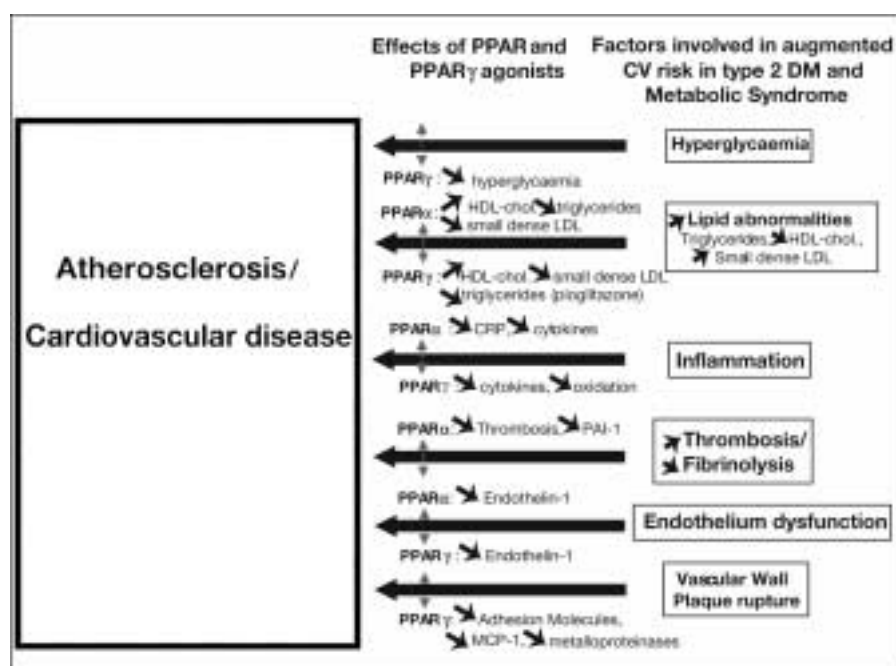 Effects of PPAR and
PPARγ agonists
Factors involved in augmented
CV risk in type 2 DM and
Metabolic Syndrome
Atherosclerosis/
Cardiovascular disease
Hyperglycaemia
PPARγ: hyperglycaemia
PPARα: HDL-chol, triglycerides
small dense LDL
Lipid abnormalities
Triglycerides, HDL-chol.,
Small dense LDL
PPARγ: HDL-chol. small dense LDL
triglycerides (pioglitazone)
PPARα CRP, cytokines
Inflammation
PPARγ: cytokines, oxidation
PPARα: Thrombosis, PAI-1
Thrombosis/
Fibrinolysis
PPARα: Endothelin-1
Endothelium dysfunction
PPARγ: Endothelin-1
Vascular Wall
Plaque rupture
PPARγ Adhesion Molecules,
MCP-1, metalloproteinases